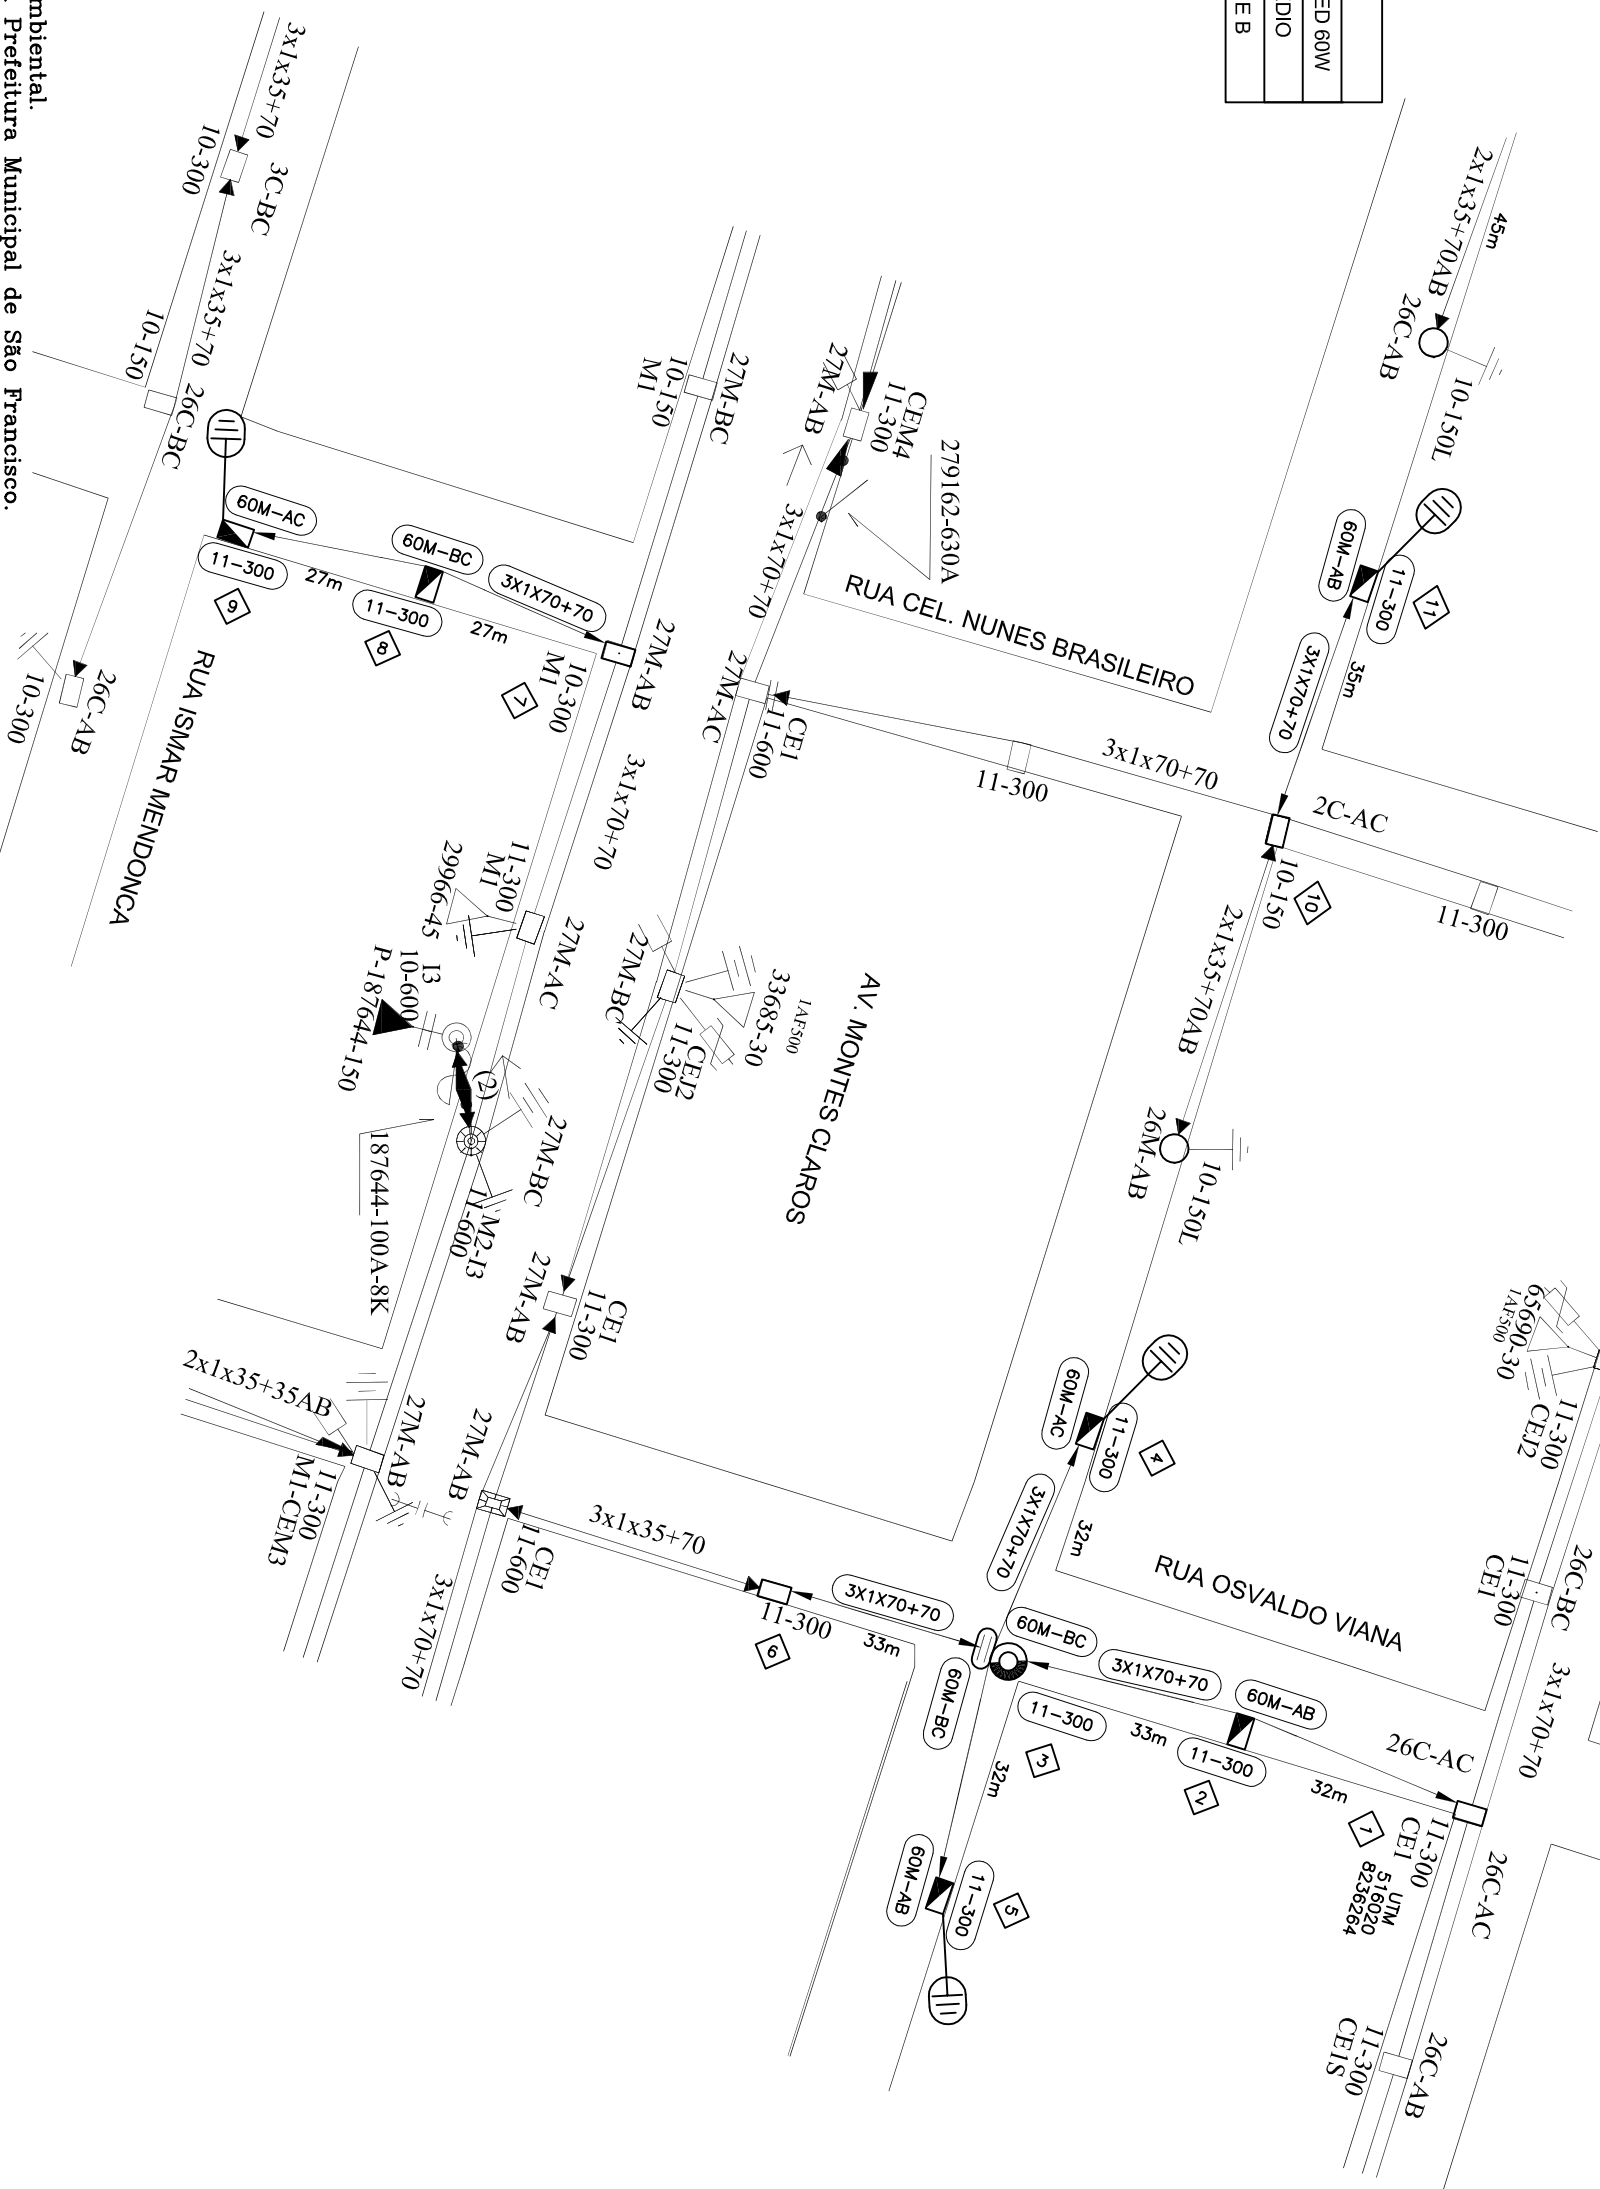 mbiental.
Prefeitura Municipal de São Francisco.
ED 60W
DIO
E B
3x1x35+70
10-300
3C-BC
3x1x35+70
10-150
26C-BC
60M-AC
11-300
27m
9
60M-BC
11-300
27m
8
3X1X70+70
26C-AB
10-300
RUA ISMAR MENDONCA
27M-BC
10-150
M1
27M-AB
10-300
M1
7
3x1x70+70
27M-AB
CEM4
11-300
279162-630A
3x1x70+70
RUA CEL. NUNES BRASILEIRO
27M-AC
CE1
11-600
11-300
3x1x70+70
2C-AC
11-300
2x1x35+70AB
45m
26C-AB
10-150L
60M-AB
11-300
11
3X1X70+70
35m
10-150
10
2x1x35+70AB
26M-AB
10-150L
11-300
M1
29966-45
27M-AC
I3
10-600
P-187644-150
(2)
187644-100A-8K
27M-BC
M2-I3
11-600
27M-BC
33685-30
1AF500
CEJ2
11-300
AV. MONTES CLAROS
27M-AB
CE1
11-300
2x1x35+35AB
27M-AB
11-300
M1-CEM3
27M-AB
CE1
11-600
3x1x70+70
3x1x35+70
11-300
6
3X1X70+70
33m
60M-AC
11-300
4
3X1X70+70
32m
RUA OSVALDO VIANA
60M-BC
60M-BC
11-300
3
3X1X70+70
33m
60M-AB
11-300
2
32m
32m
60M-AB
11-300
5
65690-30
1AF500
11-300
CEJ2
26C-BC
11-300
CE1
3x1x70+70
26C-AC
11-300
CE1
1
UTM
516020
8236264
26C-AC
26C-AB
11-300
CE1S